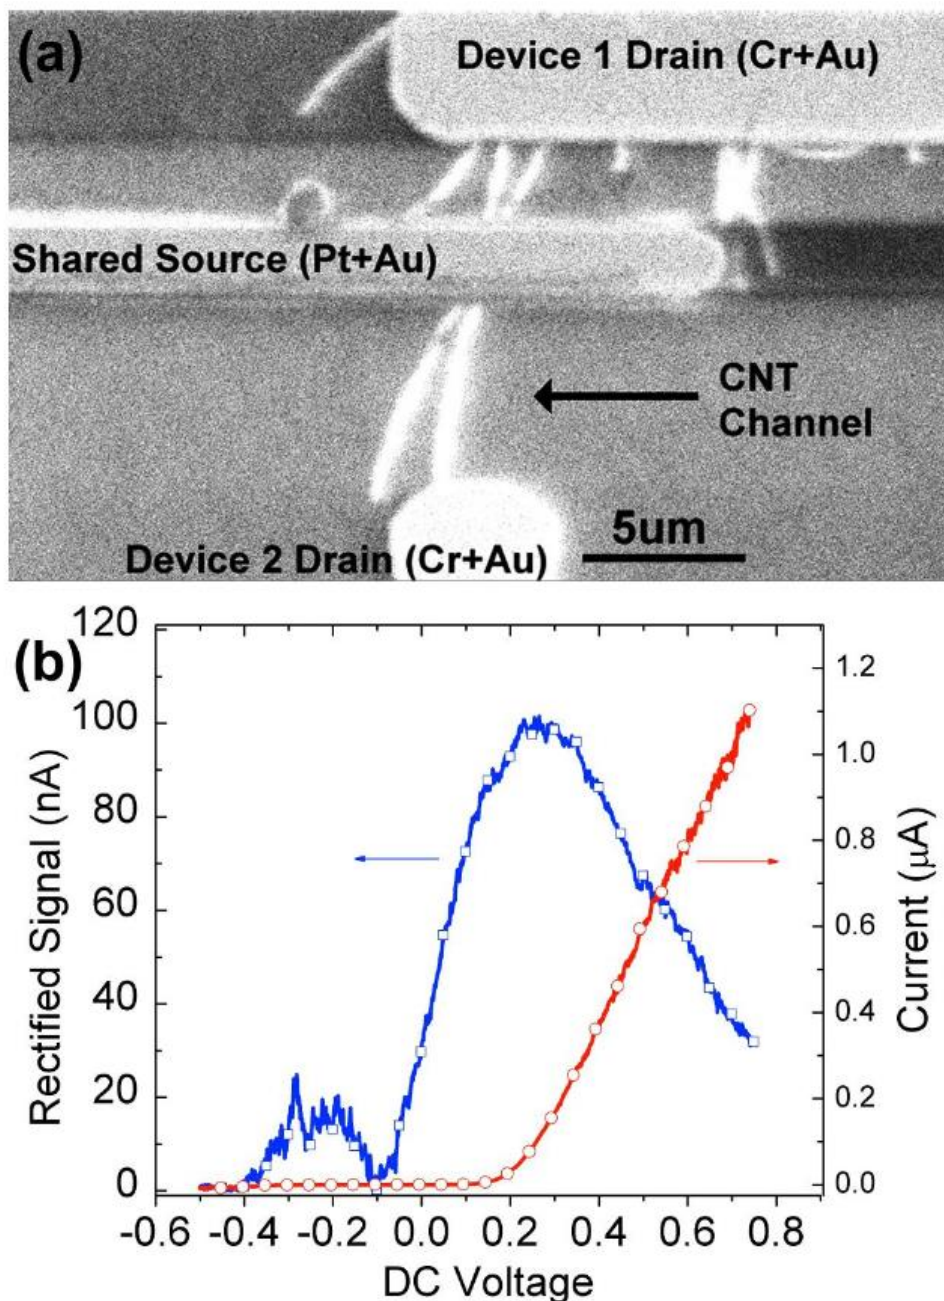 (a)
Device 1 Drain (Cr+Au)
Shared Source (Pt+Au)
CNT
Channel
5um
Device 2 Drain (Cr+Au)
(b)
Rectified Signal (nA)
120
100
80
60
40
20
0
-0.6 -0.4 -0.2 0.0 0.2 0.4 0.6 0.8
DC Voltage
1.2
1.0
0.8
0.6
0.4
0.2
0.0
Current (μA)